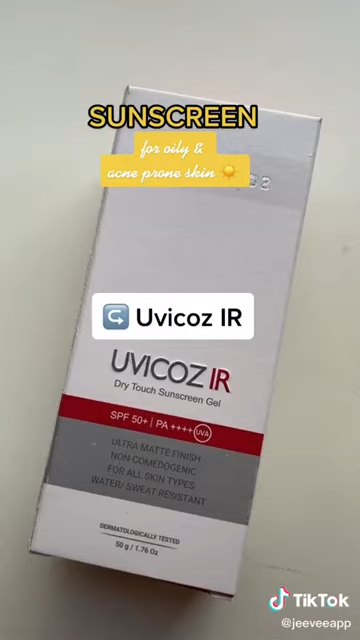 SUNSCREEN
for oily &
acne prone skin ☀️
↪️ Uvicoz IR
UVICOZ IR
Dry Touch Sunscreen Gel
SPF 50+ | PA ++++ UVA
ULTRA MATTE FINISH
NON-COMEDOGENIC
FOR ALL SKIN TYPES
WATER/ SWEAT RESISTANT
DERMATOLOGICALLY TESTED
50 g / 1.76 Oz
TikTok
@jeeveeapp